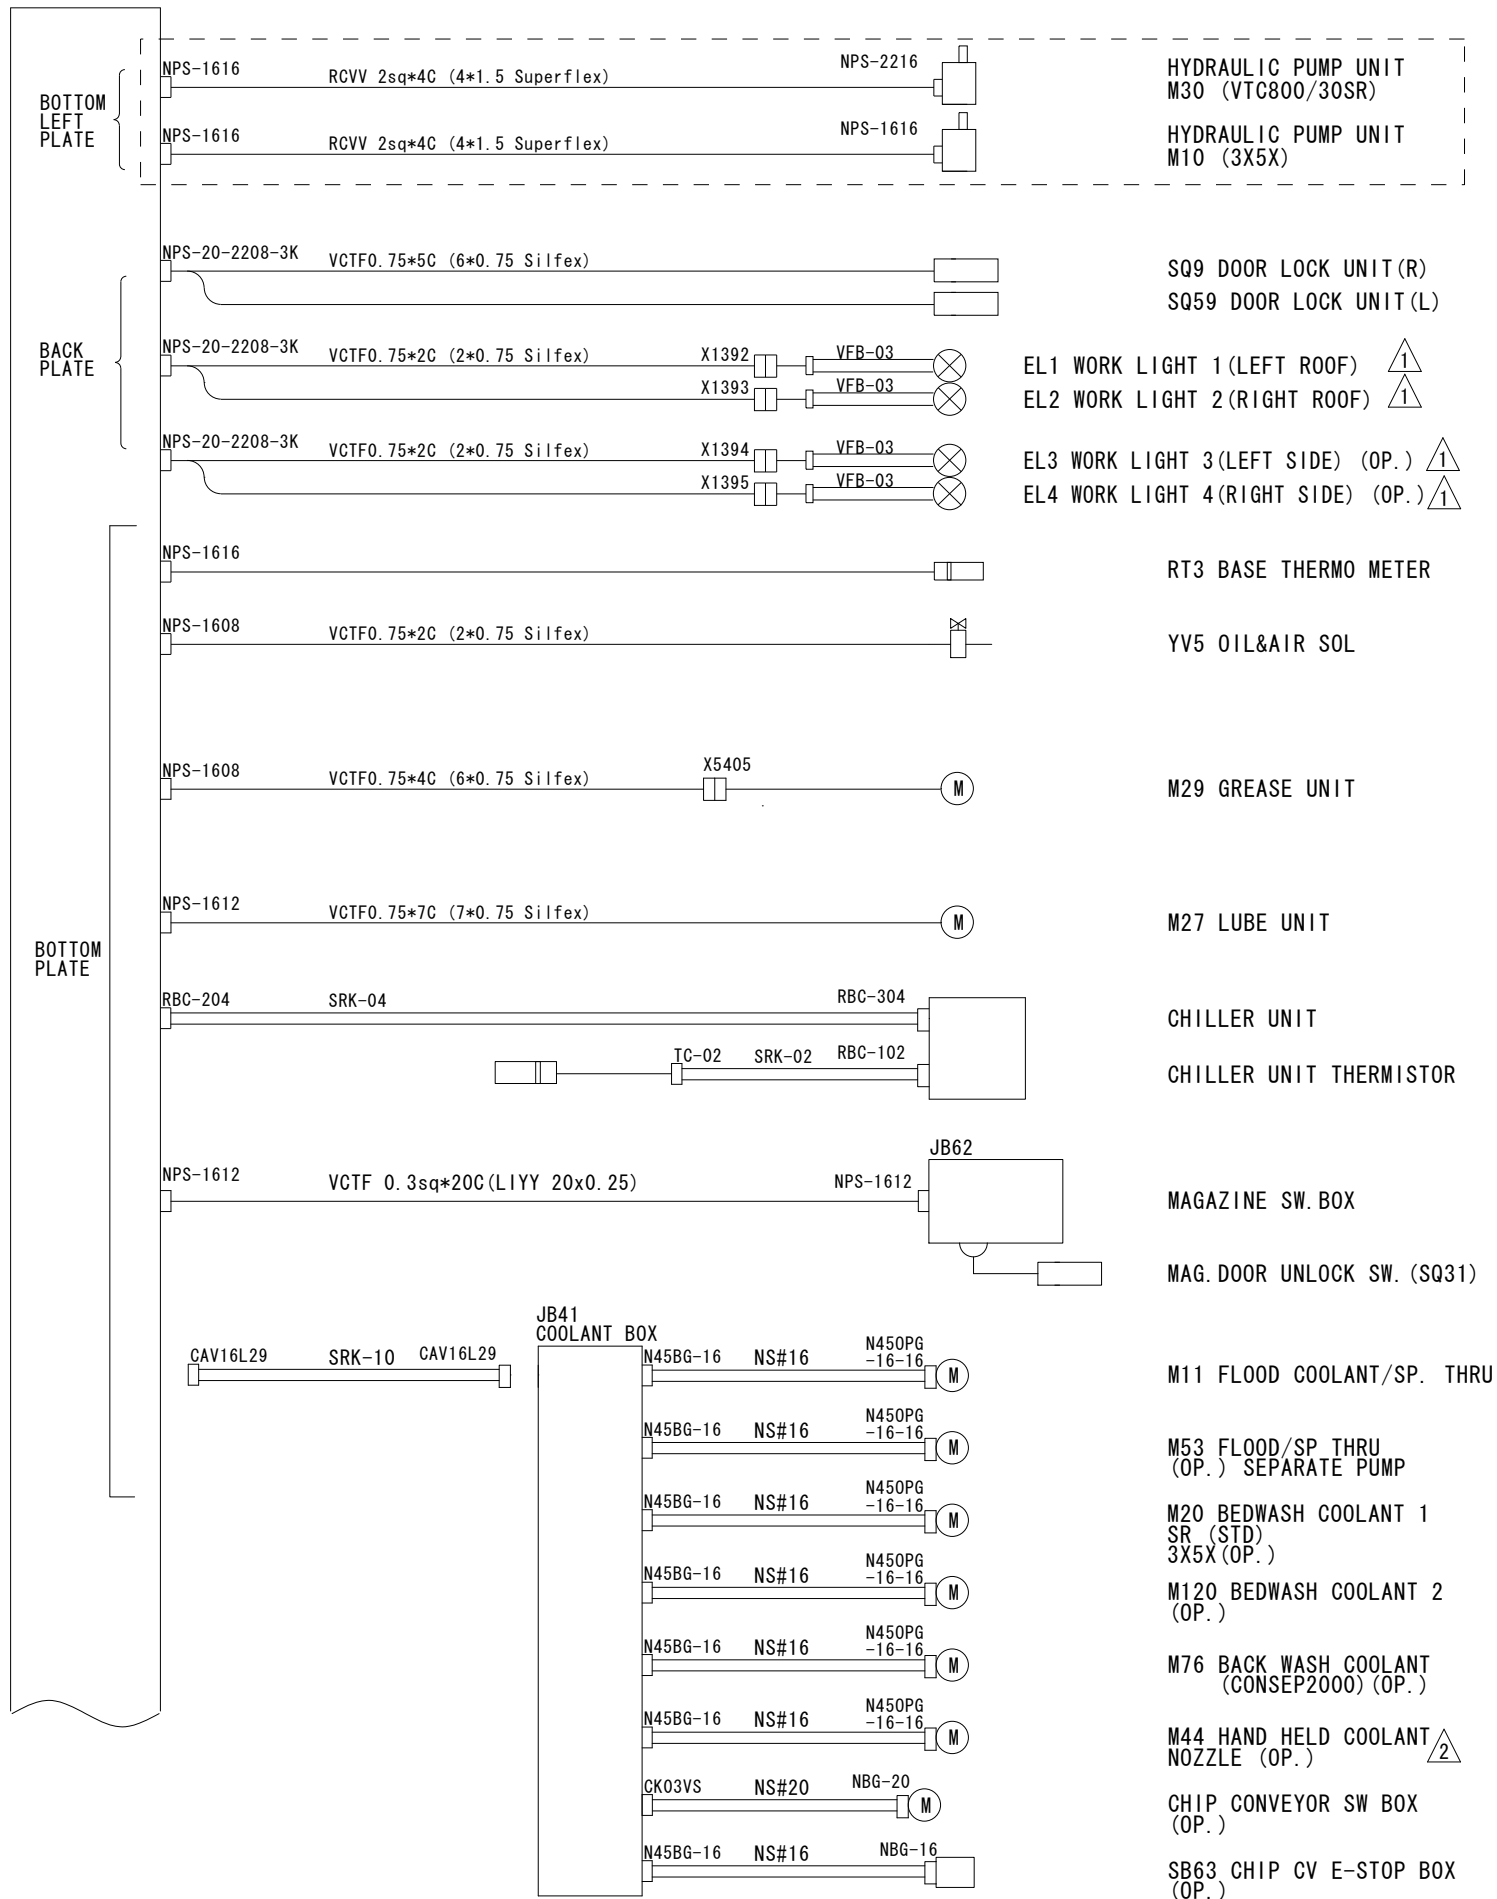 NPS-1616
RCVV 2sq*4C (4*1.5 Superflex)
NPS-2216
HYDRAULIC PUMP UNIT
M30 (VTC800/30SR)
BOTTOM
LEFT
PLATE
NPS-1616
RCVV 2sq*4C (4*1.5 Superflex)
NPS-1616
HYDRAULIC PUMP UNIT
M10 (3X5X)
NPS-20-2208-3K
VCTF0.75*5C (6*0.75 Silfex)
SQ9 DOOR LOCK UNIT(R)
SQ59 DOOR LOCK UNIT(L)
BACK
PLATE
NPS-20-2208-3K
VCTF0.75*2C (2*0.75 Silfex)
X1392
VFB-03
EL1 WORK LIGHT 1(LEFT ROOF) 1
X1393
VFB-03
EL2 WORK LIGHT 2(RIGHT ROOF) 1
NPS-20-2208-3K
VCTF0.75*2C (2*0.75 Silfex)
X1394
VFB-03
EL3 WORK LIGHT 3(LEFT SIDE) (OP.) 1
X1395
VFB-03
EL4 WORK LIGHT 4(RIGHT SIDE) (OP.) 1
NPS-1616
RT3 BASE THERMO METER
NPS-1608
VCTF0.75*2C (2*0.75 Silfex)
YV5 OIL&AIR SOL
NPS-1608
VCTF0.75*4C (6*0.75 Silfex)
X5405
M
M29 GREASE UNIT
NPS-1612
VCTF0.75*7C (7*0.75 Silfex)
M
M27 LUBE UNIT
BOTTOM
PLATE
RBC-204
SRK-04
RBC-304
CHILLER UNIT
TC-02
SRK-02
RBC-102
CHILLER UNIT THERMISTOR
JB62
NPS-1612
VCTF 0.3sq*20C(LIYY 20x0.25)
NPS-1612
MAGAZINE SW.BOX
MAG.DOOR UNLOCK SW.(SQ31)
JB41
COOLANT BOX
CAV16L29
SRK-10
CAV16L29
N45BG-16
NS#16
N45OPG
-16-16
M
M11 FLOOD COOLANT/SP. THRU
N45BG-16
NS#16
N45OPG
-16-16
M
M53 FLOOD/SP THRU
(OP.) SEPARATE PUMP
N45BG-16
NS#16
N45OPG
-16-16
M
M20 BEDWASH COOLANT 1
SR (STD)
3X5X(OP.)
N45BG-16
NS#16
N45OPG
-16-16
M
M120 BEDWASH COOLANT 2
(OP.)
N45BG-16
NS#16
N45OPG
-16-16
M
M76 BACK WASH COOLANT
(CONSEP2000)(OP.)
N45BG-16
NS#16
N45OPG
-16-16
M
M44 HAND HELD COOLANT
NOZZLE (OP.) 2
CK03VS
NS#20
NBG-20
M
CHIP CONVEYOR SW BOX
(OP.)
N45BG-16
NS#16
NBG-16
SB63 CHIP CV E-STOP BOX
(OP.)